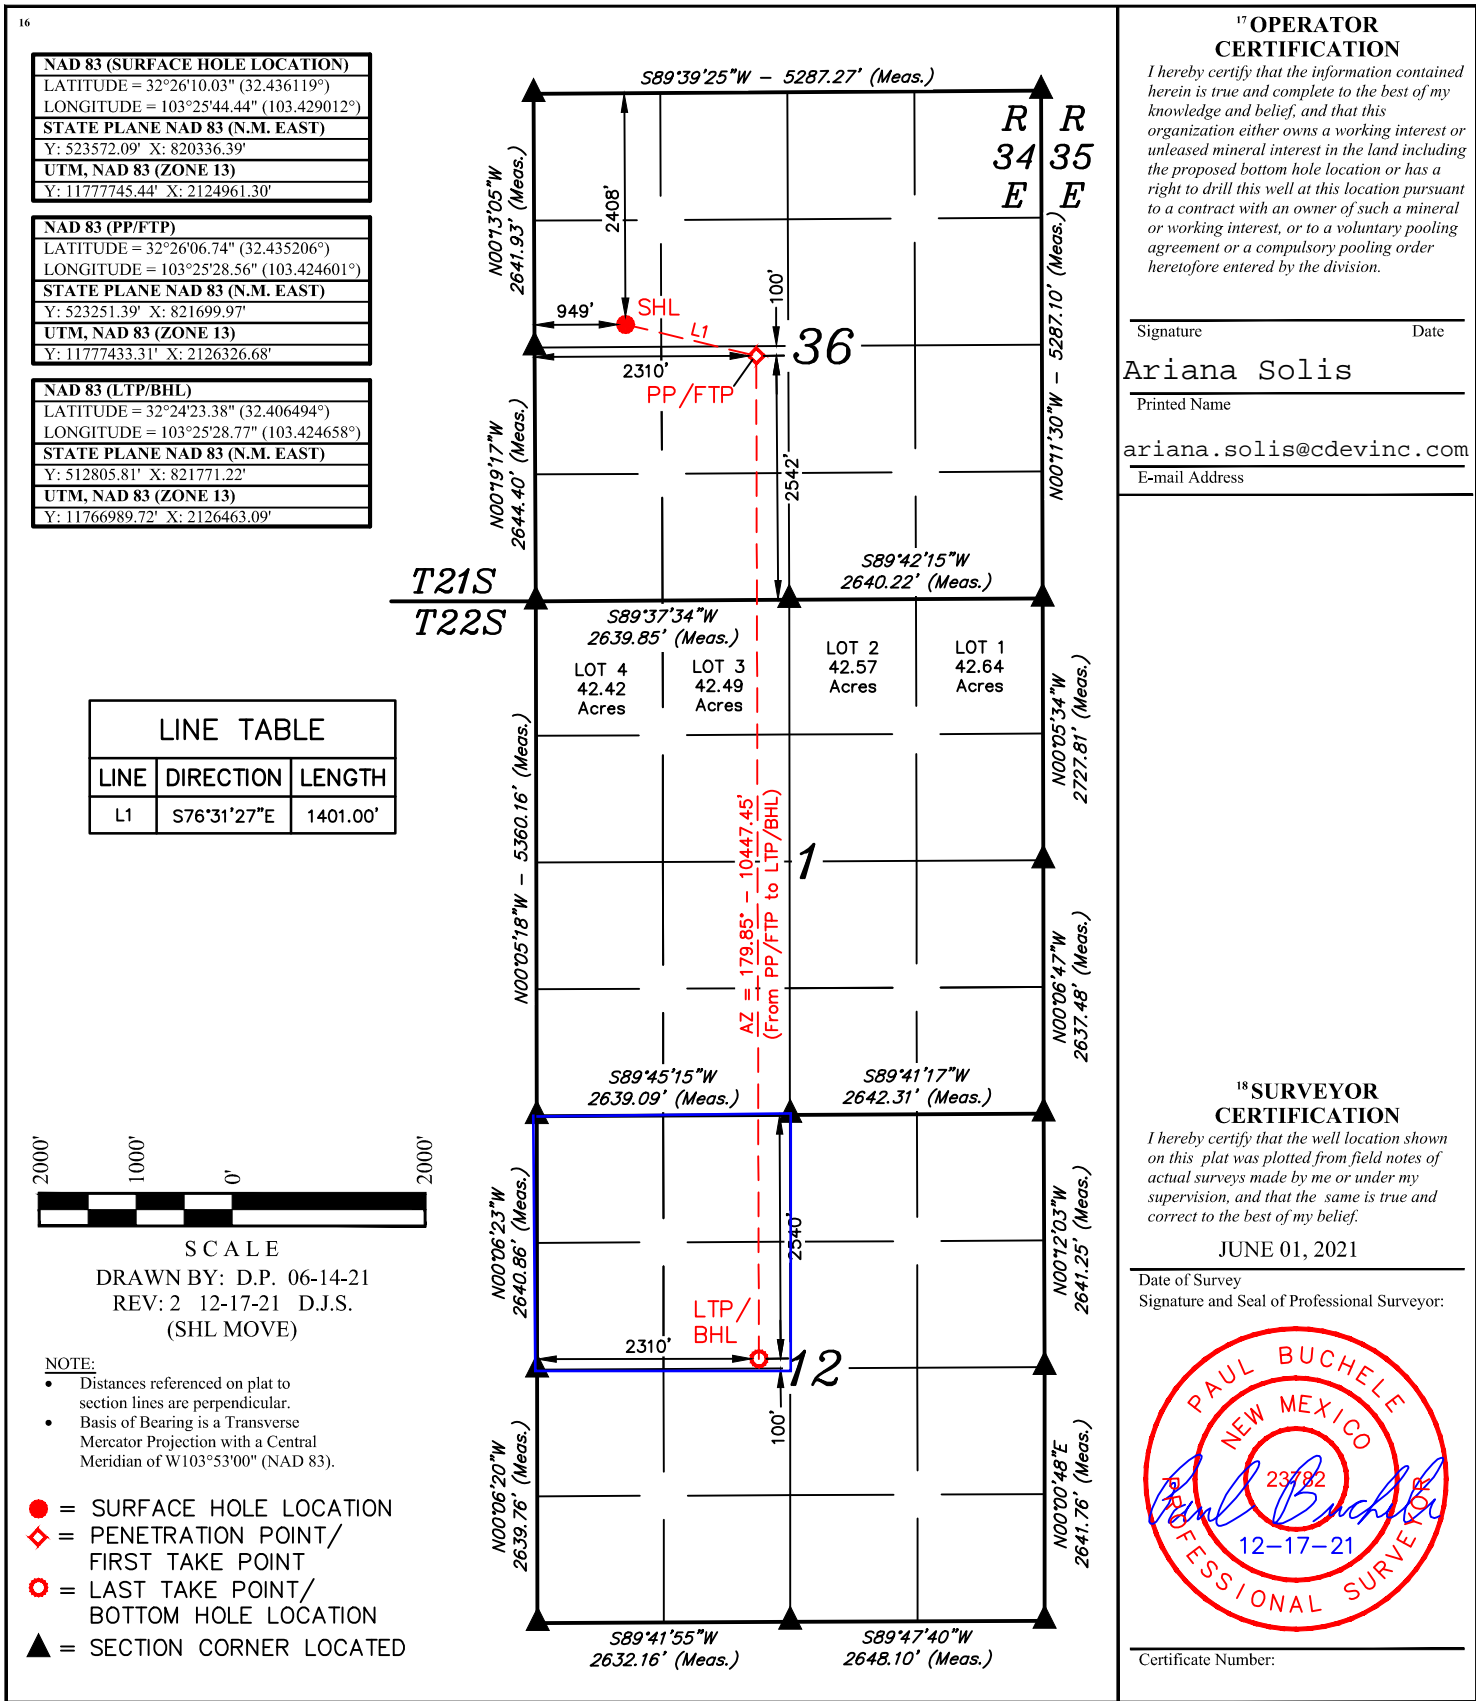 16
NAD 83 (SURFACE HOLE LOCATION)
LATITUDE = 32°26'10.03" (32.436119°)
LONGITUDE = 103°25'44.44" (103.429012°)
STATE PLANE NAD 83 (N.M. EAST)
Y: 523572.09' X: 820336.39'
UTM, NAD 83 (ZONE 13)
Y: 11777745.44' X: 2124961.30'
NAD 83 (PP/FTP)
LATITUDE = 32°26'06.74" (32.435206°)
LONGITUDE = 103°25'28.56" (103.424601°)
STATE PLANE NAD 83 (N.M. EAST)
Y: 523251.39' X: 821699.97'
UTM, NAD 83 (ZONE 13)
Y: 11777433.31' X: 2126326.68'
NAD 83 (LTP/BHL)
LATITUDE = 32°24'23.38" (32.406494°)
LONGITUDE = 103°25'28.77" (103.424658°)
STATE PLANE NAD 83 (N.M. EAST)
Y: 512805.81' X: 821771.22'
UTM, NAD 83 (ZONE 13)
Y: 11766989.72' X: 2126463.09'
LINE TABLE
LINE DIRECTION LENGTH
L1 S76°31'27"E 1401.00'
2000' 1000' 0' 2000'
SCALE
DRAWN BY: D.P. 06-14-21
REV: 2 12-17-21 D.J.S.
(SHL MOVE)
NOTE:
• Distances referenced on plat to
section lines are perpendicular.
• Basis of Bearing is a Transverse
Mercator Projection with a Central
Meridian of W103°53'00" (NAD 83).
= SURFACE HOLE LOCATION
= PENETRATION POINT/
FIRST TAKE POINT
= LAST TAKE POINT/
BOTTOM HOLE LOCATION
= SECTION CORNER LOCATED
S89°39'25"W – 5287.27' (Meas.)
R R
34 35
E E
N00°13'05"W
2641.93' (Meas.)
2408'
949'
SHL
L1
100'
36
2310'
PP/FTP
N00°11'30"W – 5287.10' (Meas.)
N00°19'17"W
2644.40' (Meas.)
2542'
S89°42'15"W
2640.22' (Meas.)
T21S
T22S
S89°37'34"W
2639.85' (Meas.)
LOT 4
42.42
Acres
LOT 3
42.49
Acres
LOT 2
42.57
Acres
LOT 1
42.64
Acres
N00°05'34"W
2727.81' (Meas.)
N00°05'18"W – 5360.16' (Meas.)
AZ = 179.85° – 10447.45'
(From PP/FTP to LTP/BHL)
1
N00°06'47"W
2637.48' (Meas.)
S89°45'15"W
2639.09' (Meas.)
S89°41'17"W
2642.31' (Meas.)
N00°06'23"W
2640.86' (Meas.)
2540'
N00°12'03"W
2641.25' (Meas.)
LTP/
BHL
2310'
12
100'
N00°06'20"W
2639.76' (Meas.)
N00°00'48"E
2641.76' (Meas.)
S89°41'55"W
2632.16' (Meas.)
S89°47'40"W
2648.10' (Meas.)
17 OPERATOR
CERTIFICATION
I hereby certify that the information contained
herein is true and complete to the best of my
knowledge and belief, and that this
organization either owns a working interest or
unleased mineral interest in the land including
the proposed bottom hole location or has a
right to drill this well at this location pursuant
to a contract with an owner of such a mineral
or working interest, or to a voluntary pooling
agreement or a compulsory pooling order
heretofore entered by the division.
Signature Date
Ariana Solis
Printed Name
ariana.solis@cdevinc.com
E-mail Address
18 SURVEYOR
CERTIFICATION
I hereby certify that the well location shown
on this plat was plotted from field notes of
actual surveys made by me or under my
supervision, and that the same is true and
correct to the best of my belief.
JUNE 01, 2021
Date of Survey
Signature and Seal of Professional Surveyor:
PAUL BUCHELE
NEW MEXICO
23782
Paul Buchele
12-17-21
PROFESSIONAL SURVEYOR
Certificate Number: